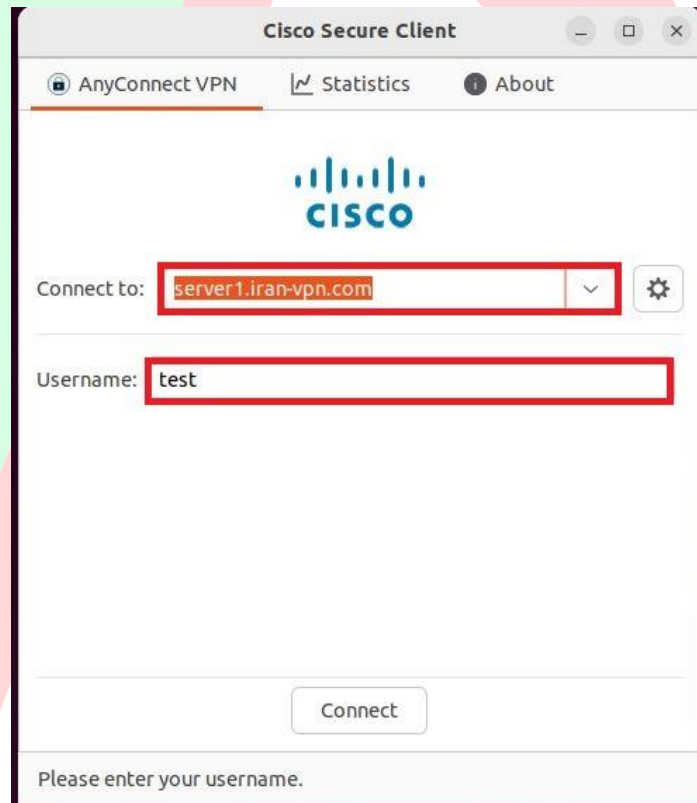 Cisco Secure Client
AnyConnect VPN Statistics About
CISCO
Connect to: server1.iran-vpn.com
Username: test
Connect
Please enter your username.